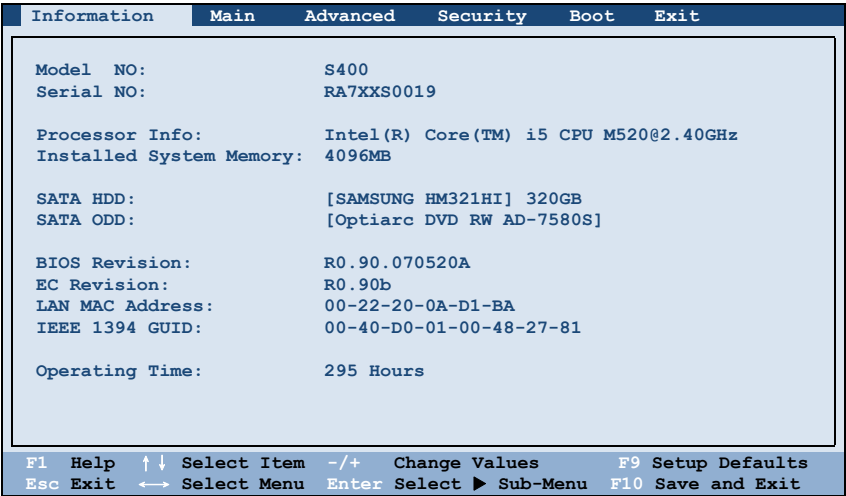 Information Main Advanced Security Boot Exit
Model NO: S400
Serial NO: RA7XXS0019
Processor Info: Intel(R) Core(TM) i5 CPU M520@2.40GHz
Installed System Memory: 4096MB
SATA HDD: [SAMSUNG HM321HI] 320GB
SATA ODD: [Optiarc DVD RW AD-7580S]
BIOS Revision: R0.90.070520A
EC Revision: R0.90b
LAN MAC Address: 00-22-20-0A-D1-BA
IEEE 1394 GUID: 00-40-D0-01-00-48-27-81
Operating Time: 295 Hours
F1 Help ↑↓ Select Item -/+ Change Values F9 Setup Defaults
Esc Exit ←→ Select Menu Enter Select ▶ Sub-Menu F10 Save and Exit